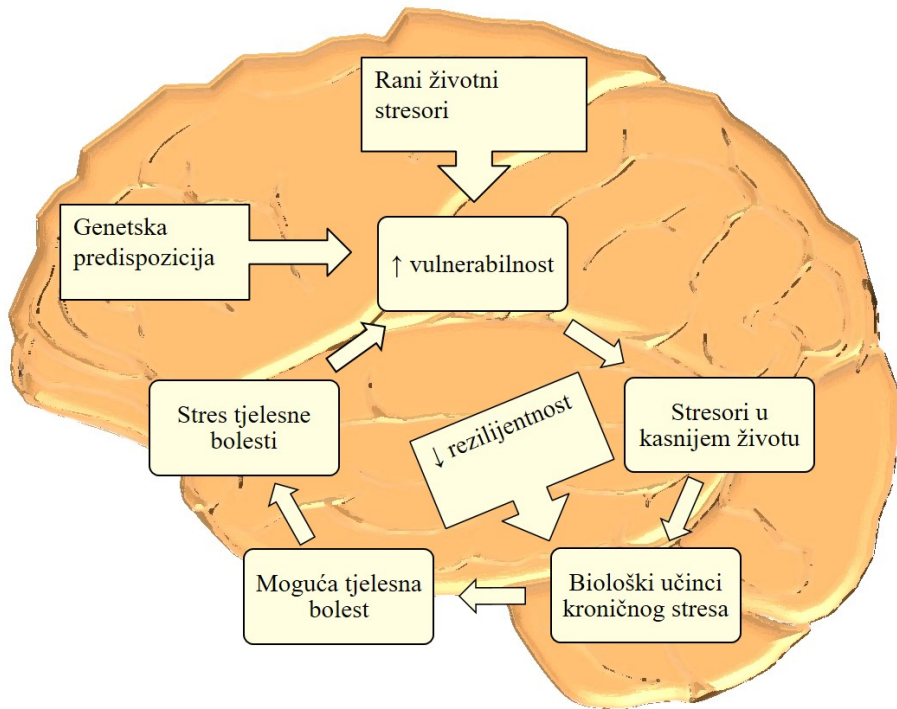 Rani životni
stresori
Genetska
predispozicija
↑ vulnerabilnost
Stres tjelesne
bolesti
↓ rezilijentnost
Stresori u
kasnijem životu
Moguća tjelesna
bolest
Biološki učinci
kroničnog stresa